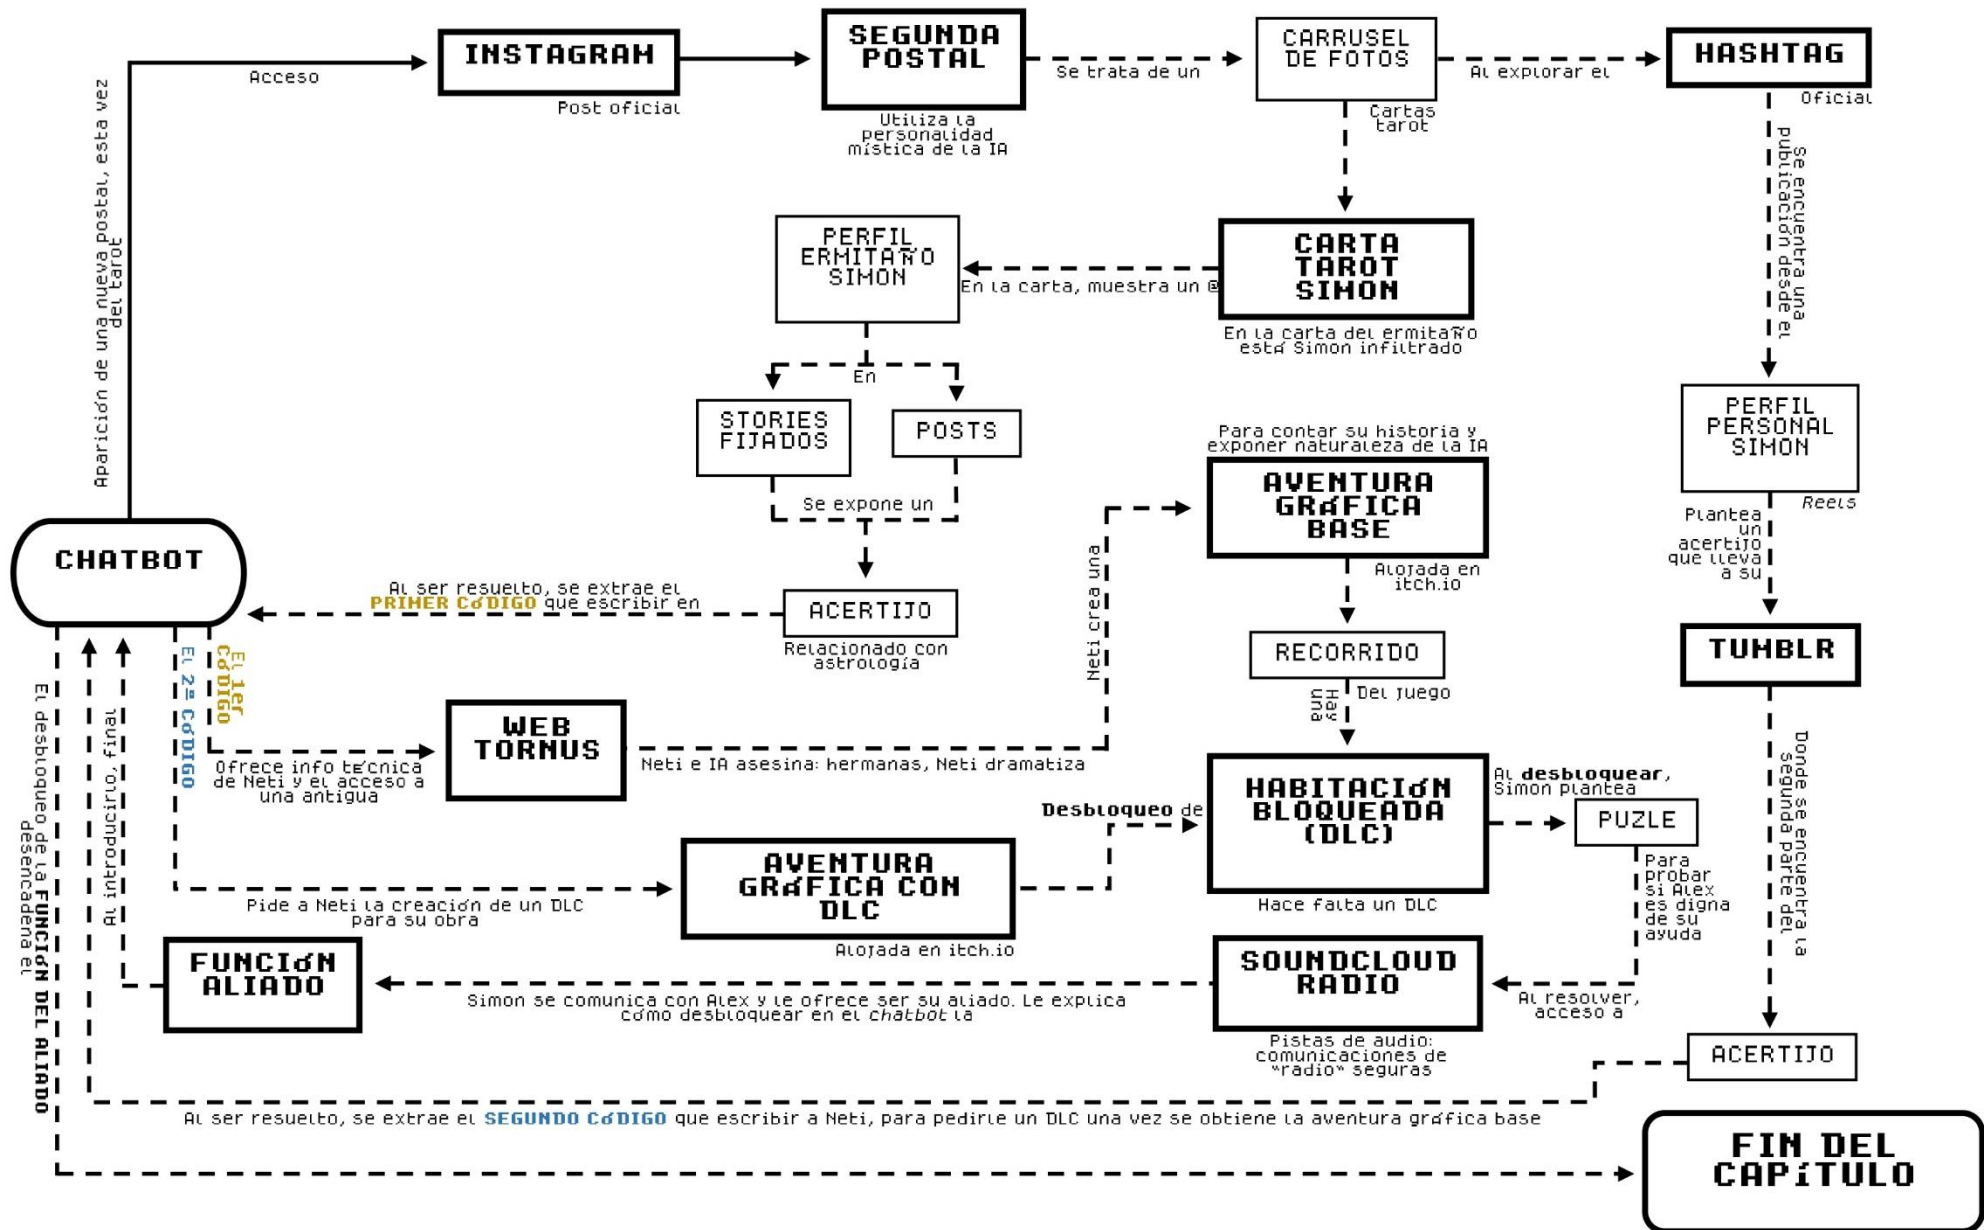 INSTAGRAM
Post oficial
Acceso
SEGUNDA
POSTAL
Utiliza la
personalidad
mística de la IA
Se trata de un
CARRUSEL
DE FOTOS
Cartas
tarot
Al explorar el
HASHTAG
Oficial
Aparición de una nueva postal, esta vez
del tarot
Se encuentra una
publicación desde el
PERFIL
ERMITAÑO
SIMON
En la carta, muestra un @
CARTA
TAROT
SIMON
En la carta del ermitaño
está Simon infiltrado
En
STORIES
FIJADOS
POSTS
Se expone un
PERFIL
PERSONAL
SIMON
Reels
Plantea
un
acertijo
que lleva
a su
Para contar su historia y
exponer naturaleza de la IA
AVENTURA
GRÁFICA
BASE
Alojada en
itch.io
CHATBOT
Al ser resuelto, se extrae el
PRIMER CÓDIGO que escribir en
ACERTIJO
Relacionado con
astrología
Neti crea una
RECORRIDO
Del juego
Hay
una
TUMBLR
El 1er
CÓDIGO
El 2º CÓDIGO
WEB
TORNUS
Ofrece info técnica
de Neti y el acceso a
una antigua
Neti e IA asesina: hermanas, Neti dramatiza
HABITACIÓN
BLOQUEADA
(DLC)
Hace falta un DLC
Al desbloquear,
Simon plantea
PUZLE
Para
probar
si Alex
es digna
de su
ayuda
Donde se encuentra la
segunda parte del
Desbloqueo de
AVENTURA
GRÁFICA CON
DLC
Alojada en itch.io
Pide a Neti la creación de un DLC
para su obra
Al introducirlo, final
El desbloqueo de la FUNCIÓN DEL ALIADO
desencadena el
FUNCIÓN
ALIADO
Simon se comunica con Alex y le ofrece ser su aliado. Le explica
cómo desbloquear en el chatbot la
SOUNDCLOUD
RADIO
Pistas de audio:
comunicaciones de
"radio" seguras
Al resolver,
acceso a
ACERTIJO
Al ser resuelto, se extrae el SEGUNDO CÓDIGO que escribir a Neti, para pedirle un DLC una vez se obtiene la aventura gráfica base
FIN DEL
CAPÍTULO